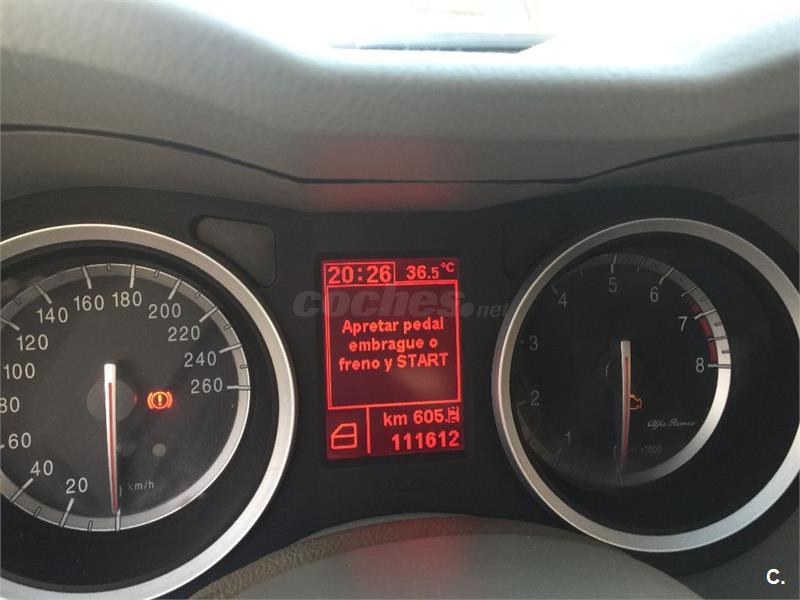 20:26 36.5°C
coches.net
Apretar pedal
embrague o
freno y START
km 605.
111612
20
40
60
80
100
120
140
160
180
200
220
240
260
km/h
1
2
3
4
5
6
7
8
Alfa Romeo
x1000
C.